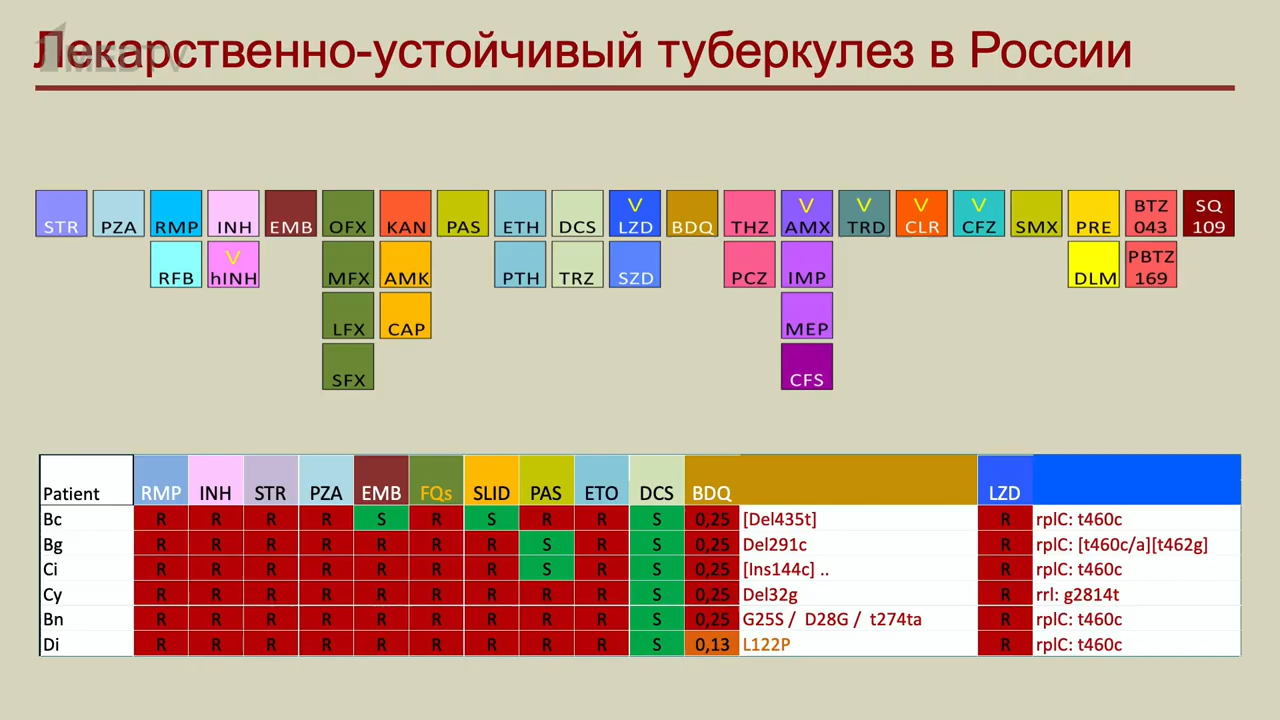 Лекарственно-устойчивый туберкулез в России
1MEDTV
V V V V V BTZ SQ
STR PZA RMP INH EMB OFX KAN PAS ETH DCS LZD BDQ THZ AMX TRD CLR CFZ SMX PRE 043 109
V PBTZ
RFB hINH MFX AMK PTH TRZ SZD PCZ IMP DLM 169
LFX CAP MEP
SFX CFS
Patient RMP INH STR PZA EMB FQs SLID PAS ETO DCS BDQ LZD
Bc R R R R S R S R R S 0,25 [Del435t] R rplC: t460c
Bg R R R R R R R S R S 0,25 Del291c R rplC: [t460c/a][t462g]
Ci R R R R R R R S R S 0,25 [Ins144c] .. R rplC: t460c
Cy R R R R R R R R R S 0,25 Del32g R rrl: g2814t
Bn R R R R R R R R R S 0,25 G25S / D28G / t274ta R rplC: t460c
Di R R R R R R R R R S 0,13 L122P R rplC: t460c